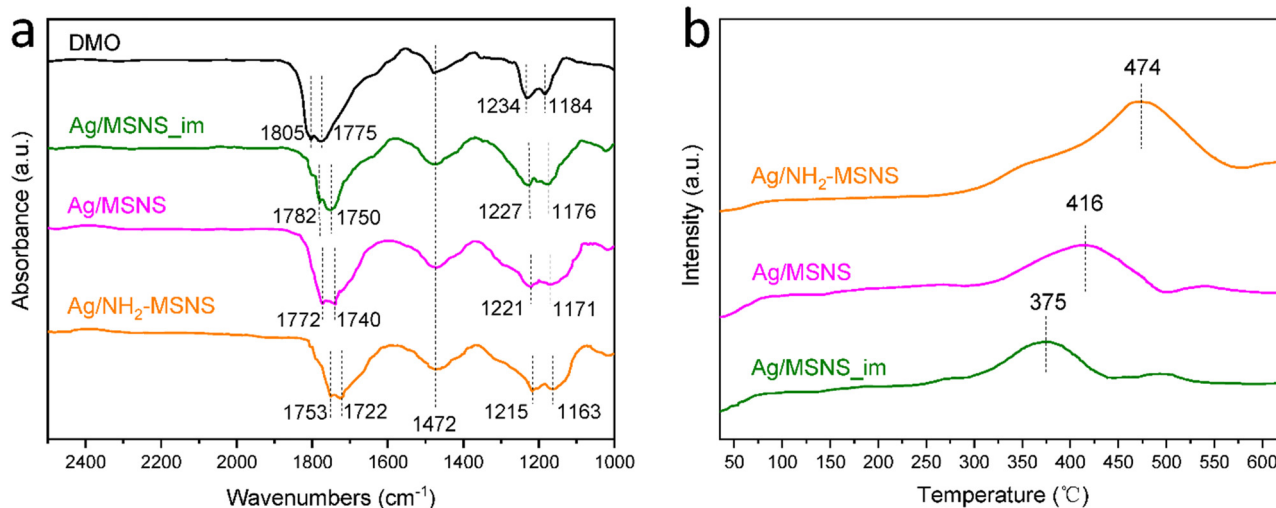 a
DMO
1234 1184
1805 1775
Ag/MSNS_im
1782 1750
1227 1176
Ag/MSNS
1772 1740
1221 1171
Ag/NH₂-MSNS
1753 1722
1472
1215 1163
Absorbance (a.u.)
2400 2200 2000 1800 1600 1400 1200 1000
Wavenumbers (cm⁻¹)
b
474
Ag/NH₂-MSNS
416
Ag/MSNS
375
Ag/MSNS_im
Intensity (a.u.)
50 100 150 200 250 300 350 400 450 500 550 600
Temperature (℃)